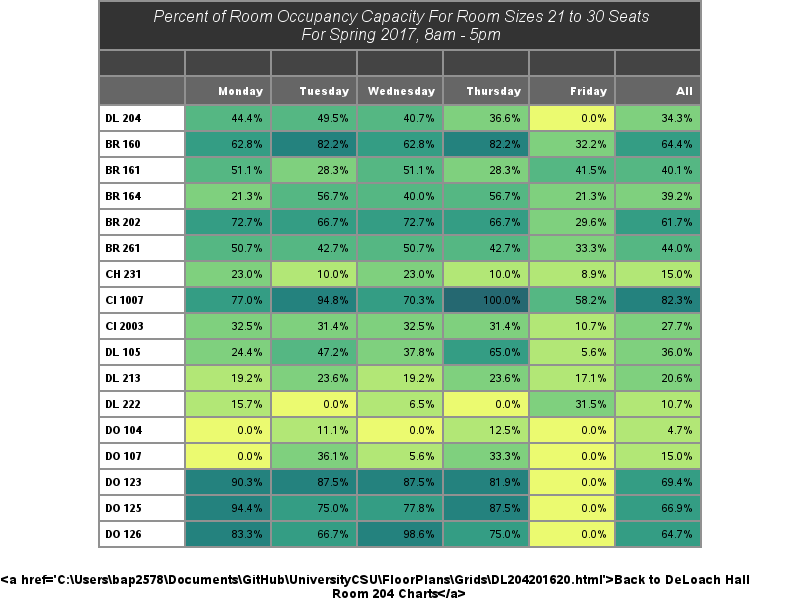 Percent of Room Occupancy Capacity For Room Sizes 21 to 30 Seats
For Spring 2017, 8am - 5pm
Monday Tuesday Wednesday Thursday Friday All
DL 204 44.4% 49.5% 40.7% 36.6% 0.0% 34.3%
BR 160 62.8% 82.2% 62.8% 82.2% 32.2% 64.4%
BR 161 51.1% 28.3% 51.1% 28.3% 41.5% 40.1%
BR 164 21.3% 56.7% 40.0% 56.7% 21.3% 39.2%
BR 202 72.7% 66.7% 72.7% 66.7% 29.6% 61.7%
BR 261 50.7% 42.7% 50.7% 42.7% 33.3% 44.0%
CH 231 23.0% 10.0% 23.0% 10.0% 8.9% 15.0%
CI 1007 77.0% 94.8% 70.3% 100.0% 58.2% 82.3%
CI 2003 32.5% 31.4% 32.5% 31.4% 10.7% 27.7%
DL 105 24.4% 47.2% 37.8% 65.0% 5.6% 36.0%
DL 213 19.2% 23.6% 19.2% 23.6% 17.1% 20.6%
DL 222 15.7% 0.0% 6.5% 0.0% 31.5% 10.7%
DO 104 0.0% 11.1% 0.0% 12.5% 0.0% 4.7%
DO 107 0.0% 36.1% 5.6% 33.3% 0.0% 15.0%
DO 123 90.3% 87.5% 87.5% 81.9% 0.0% 69.4%
DO 125 94.4% 75.0% 77.8% 87.5% 0.0% 66.9%
DO 126 83.3% 66.7% 98.6% 75.0% 0.0% 64.7%
<a href='C:\Users\bap2578\Documents\GitHub\UniversityCSU\FloorPlans\Grids\DL204201620.html'>Back to DeLoach Hall
Room 204 Charts</a>